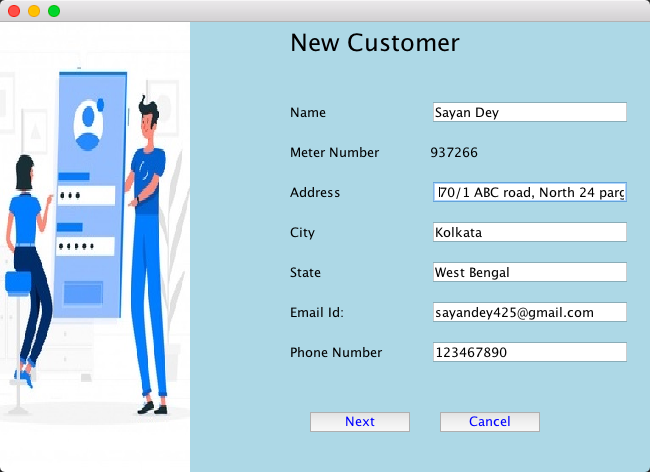 New Customer
Name Sayan Dey
Meter Number 937266
Address 70/1 ABC road, North 24 parg
City Kolkata
State West Bengal
Email Id: sayandey425@gmail.com
Phone Number 123467890
Next Cancel